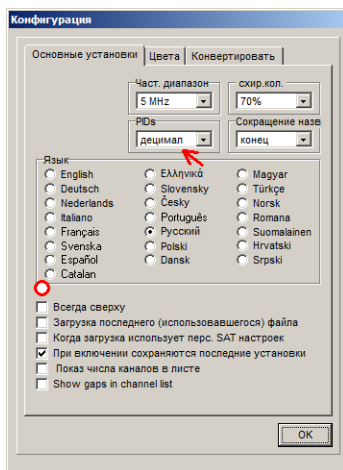 Конфигурация
Основные установки Цвета Конвертировать
Част. диапазон схир.кол.
5 MHz 70%
PIDs Сокращение назв
децимал конец
Язык
English Ελληνικά Magyar
Deutsch Slovensky Türkçe
Nederlands Česky Norsk
Italiano Português Romana
Français Русский Suomalainen
Svenska Polski Hrvatski
Español Dansk Srpski
Catalan
Всегда сверху
Загрузка последнего (использовавшегося) файла
Когда загрузка использует перс. SAT настроек
При включении сохраняются последние установки
Показ числа каналов в листе
Show gaps in channel list
OK